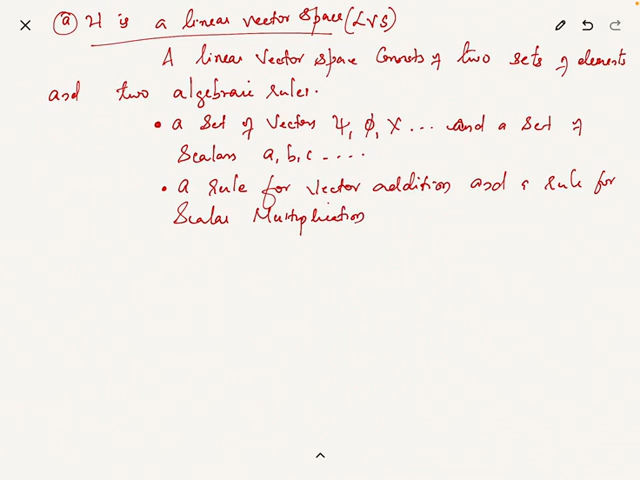 (a) H is a linear vector space (LVS)
A linear vector space consists of two sets of elements
and two algebraic rules.
• a set of vectors ψ, φ, χ ... and a set of
scalars a, b, c ....
• a rule for vector addition and a rule for
scalar multiplication